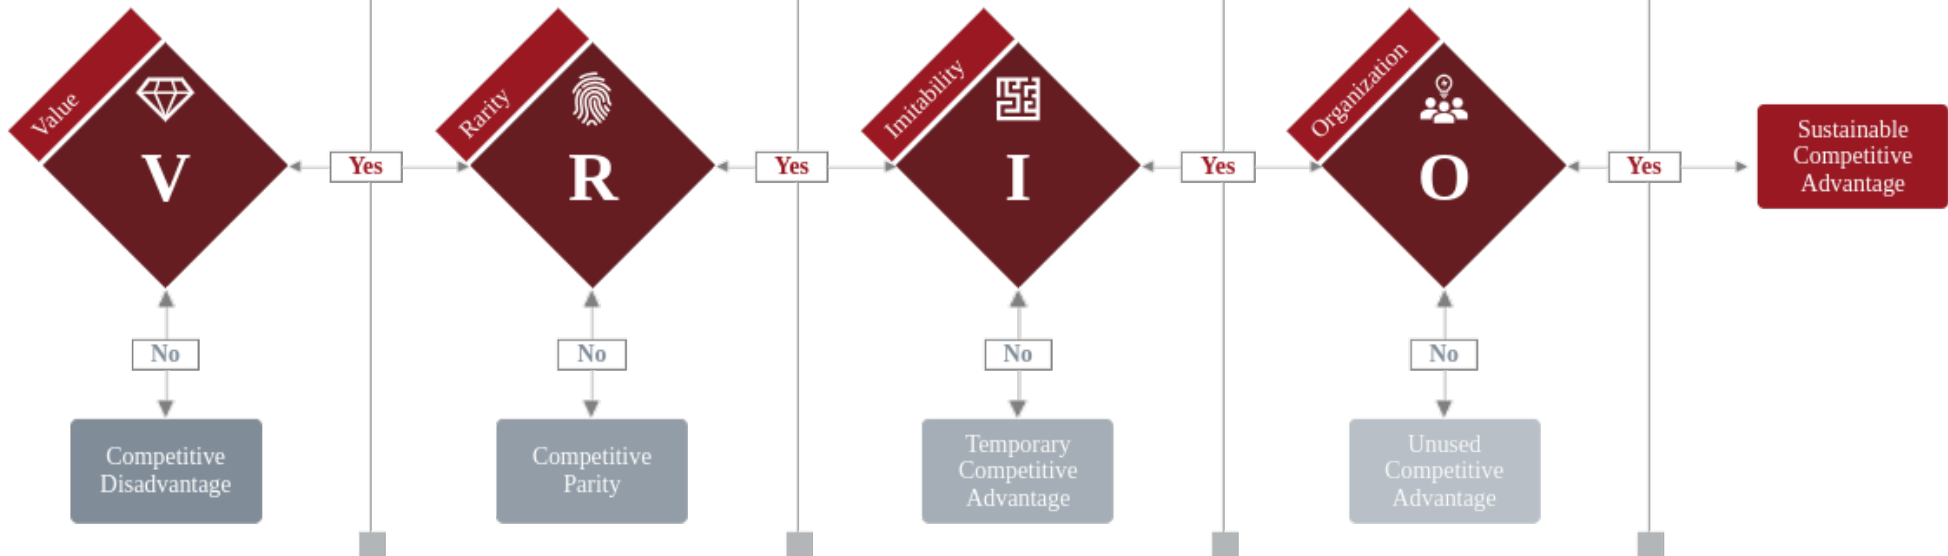 Value
V
Yes
Rarity
R
Yes
Imitability
I
Yes
Organization
O
Yes
Sustainable
Competitive
Advantage
No
No
No
No
Competitive
Disadvantage
Competitive
Parity
Temporary
Competitive
Advantage
Unused
Competitive
Advantage